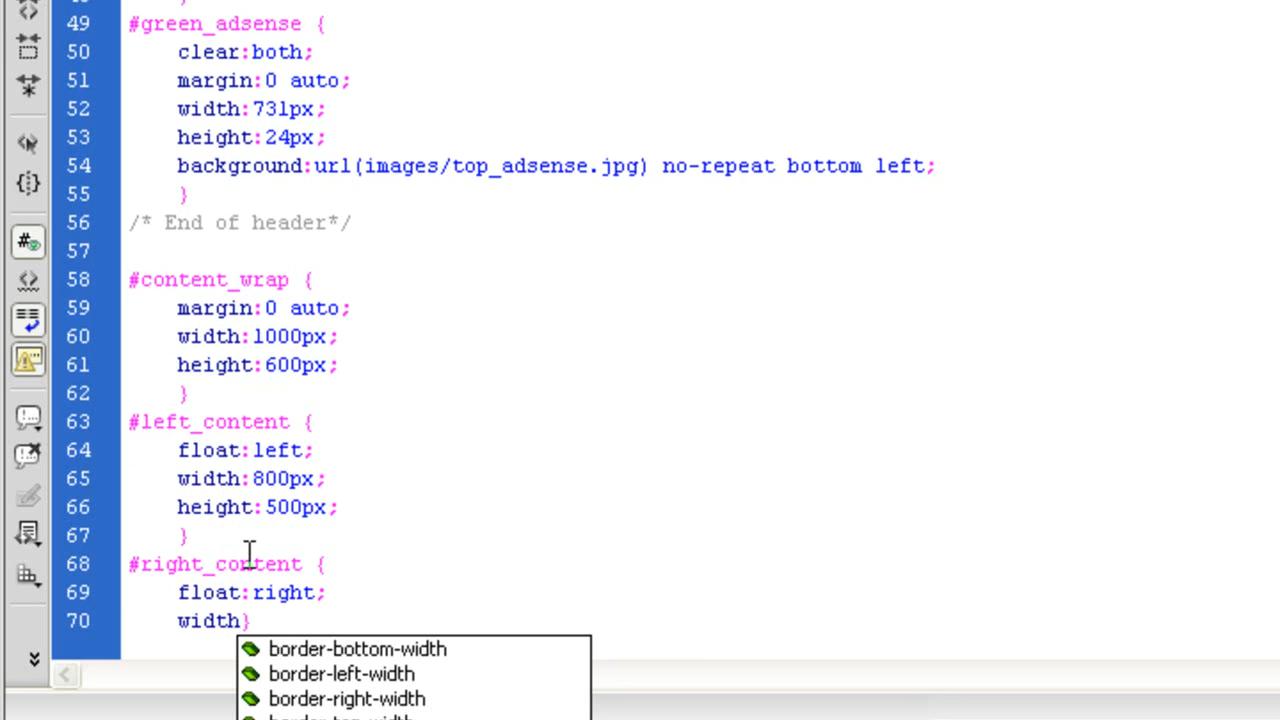 49 #green_adsense {
50 clear:both;
51 margin:0 auto;
52 width:731px;
53 height:24px;
54 background:url(images/top_adsense.jpg) no-repeat bottom left;
55 }
56 /* End of header*/
57
58 #content_wrap {
59 margin:0 auto;
60 width:1000px;
61 height:600px;
62 }
63 #left_content {
64 float:left;
65 width:800px;
66 height:500px;
67 }
68 #right_content {
69 float:right;
70 width}
border-bottom-width
border-left-width
border-right-width